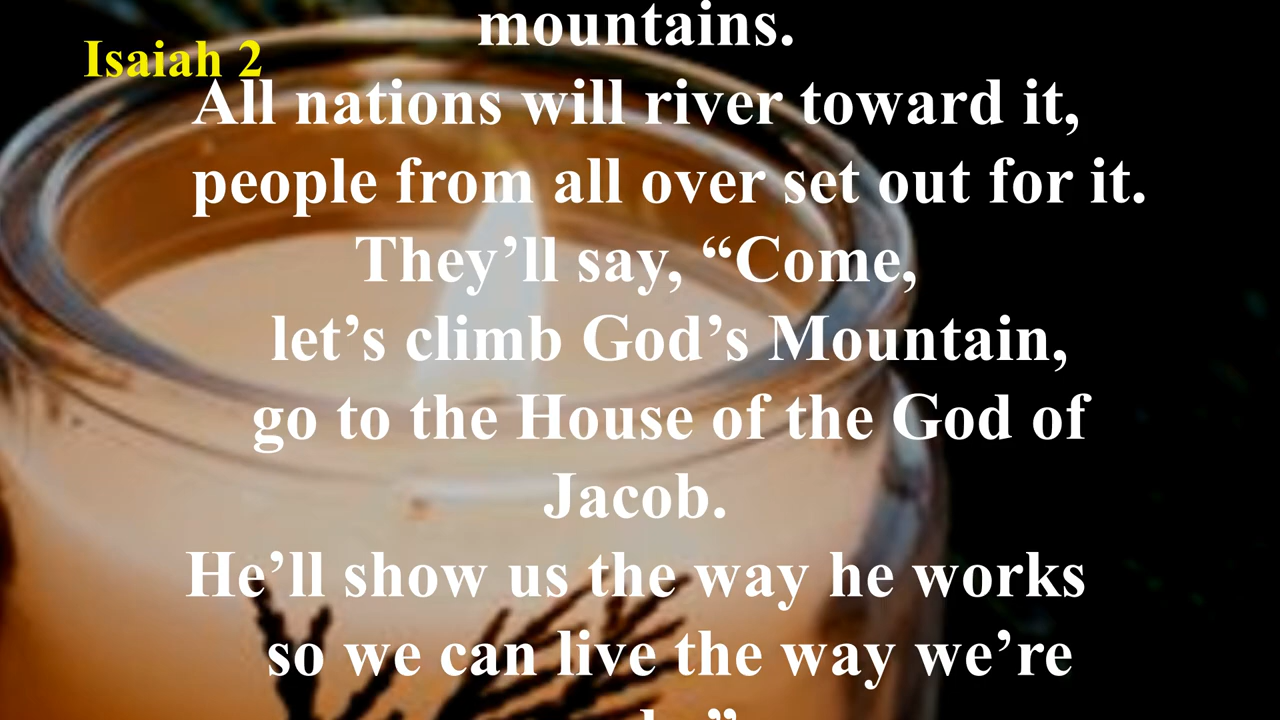 mountains.
Isaiah 2
All nations will river toward it,
people from all over set out for it.
They’ll say, “Come,
let’s climb God’s Mountain,
go to the House of the God of
Jacob.
He’ll show us the way he works
so we can live the way we’re